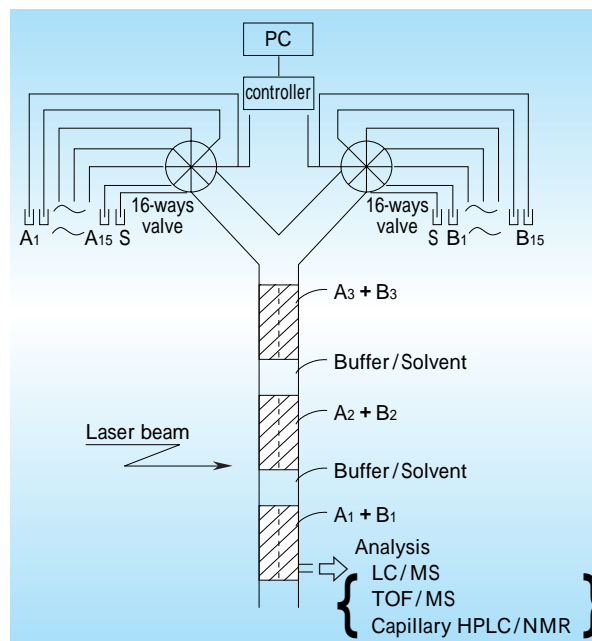 PC
controller
16-ways
valve
16-ways
valve
A1
A15
S
S
B1
B15
A3 + B3
Buffer/Solvent
A2 + B2
Laser beam
Buffer/Solvent
A1 + B1
Analysis
LC/MS
TOF/MS
Capillary HPLC/NMR